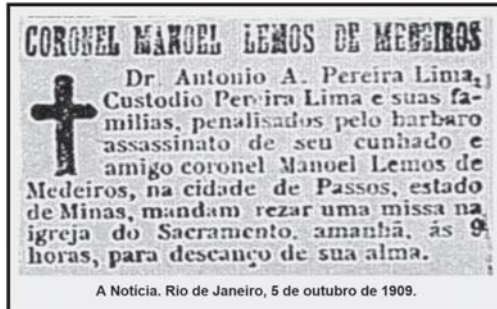 CORONEL MANOEL LEMOS DE MEDEIROS
Dr. Antonio A. Pereira Lima,
Custodio Pereira Lima e suas fa-
milias, penalisados pelo barbaro
assassinato de seu cunhado e
amigo coronel Manoel Lemos de
Medeiros, na cidade de Passos, estado
de Minas, mandam rezar uma missa na
igreja do Sacramento, amanhã, ás 9
horas, para descanço de sua alma.
A Notícia. Rio de Janeiro, 5 de outubro de 1909.